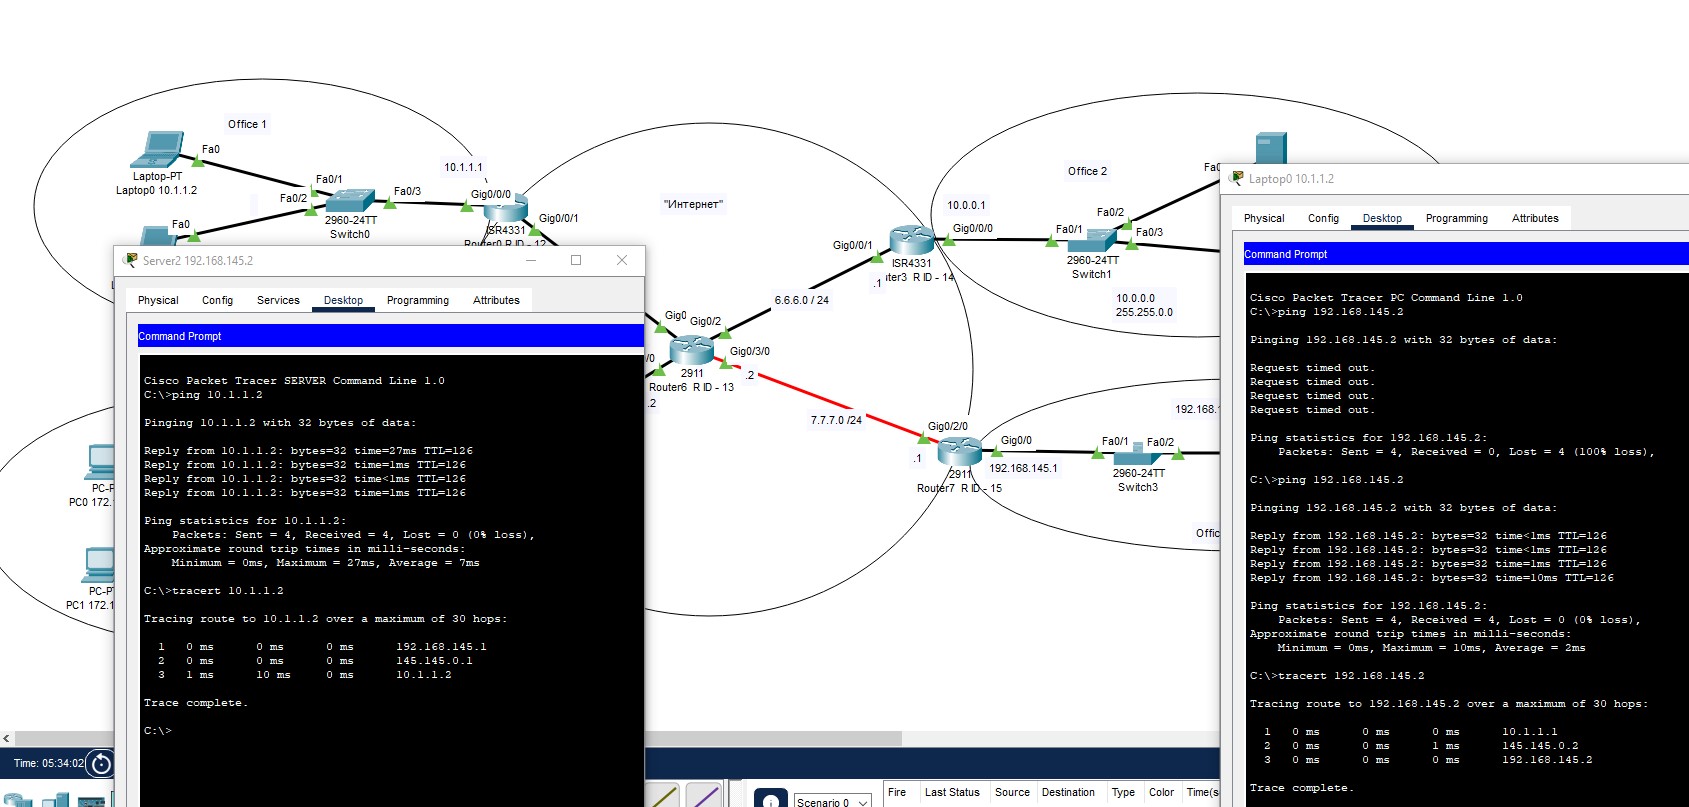 Office 1
Fa0
Laptop-PT
Laptop0 10.1.1.2
Fa0/1
Fa0/2
Fa0/3
2960-24TT
Switch0
Fa0
10.1.1.1
Gig0/0/0
Gig0/0/1
ISR4331
Router0 R ID - 12
"Интернет"
Gig0/0/1
10.0.0.1
Gig0/0/0
ISR4331
R ID - 14
.1
6.6.6.0 / 24
Office 2
Fa0/2
Fa0/1
Fa0/3
2960-24TT
Switch1
10.0.0.0
255.255.0.0
Gig0/2
Gig0/3/0
2911
Router6 R ID - 13
.2
.2
7.7.7.0 /24
Gig0/2/0
.1
Gig0/0
192.168.145.1
2911
Router7 R ID - 15
Fa0/1
Fa0/2
2960-24TT
Switch3
PC0 172.
PC1 172.1
Server2 192.168.145.2
Physical Config Services Desktop Programming Attributes
Command Prompt
Cisco Packet Tracer SERVER Command Line 1.0
C:\>ping 10.1.1.2
Pinging 10.1.1.2 with 32 bytes of data:
Reply from 10.1.1.2: bytes=32 time=27ms TTL=126
Reply from 10.1.1.2: bytes=32 time=1ms TTL=126
Reply from 10.1.1.2: bytes=32 time<1ms TTL=126
Reply from 10.1.1.2: bytes=32 time=1ms TTL=126
Ping statistics for 10.1.1.2:
Packets: Sent = 4, Received = 4, Lost = 0 (0% loss),
Approximate round trip times in milli-seconds:
Minimum = 0ms, Maximum = 27ms, Average = 7ms
C:\>tracert 10.1.1.2
Tracing route to 10.1.1.2 over a maximum of 30 hops:
1 0 ms 0 ms 0 ms 192.168.145.1
2 0 ms 0 ms 0 ms 145.145.0.1
3 1 ms 10 ms 0 ms 10.1.1.2
Trace complete.
C:\>
Laptop0 10.1.1.2
Physical Config Desktop Programming Attributes
Command Prompt
Cisco Packet Tracer PC Command Line 1.0
C:\>ping 192.168.145.2
Pinging 192.168.145.2 with 32 bytes of data:
Request timed out.
Request timed out.
Request timed out.
Request timed out.
Ping statistics for 192.168.145.2:
Packets: Sent = 4, Received = 0, Lost = 4 (100% loss),
C:\>ping 192.168.145.2
Pinging 192.168.145.2 with 32 bytes of data:
Reply from 192.168.145.2: bytes=32 time<1ms TTL=126
Reply from 192.168.145.2: bytes=32 time<1ms TTL=126
Reply from 192.168.145.2: bytes=32 time=1ms TTL=126
Reply from 192.168.145.2: bytes=32 time=10ms TTL=126
Ping statistics for 192.168.145.2:
Packets: Sent = 4, Received = 4, Lost = 0 (0% loss),
Approximate round trip times in milli-seconds:
Minimum = 0ms, Maximum = 10ms, Average = 2ms
C:\>tracert 192.168.145.2
Tracing route to 192.168.145.2 over a maximum of 30 hops:
1 0 ms 0 ms 0 ms 10.1.1.1
2 0 ms 0 ms 1 ms 145.145.0.2
3 0 ms 0 ms 0 ms 192.168.145.2
Trace complete.
Time: 05:34:02
Scenario 0
Fire Last Status Source Destination Type Color